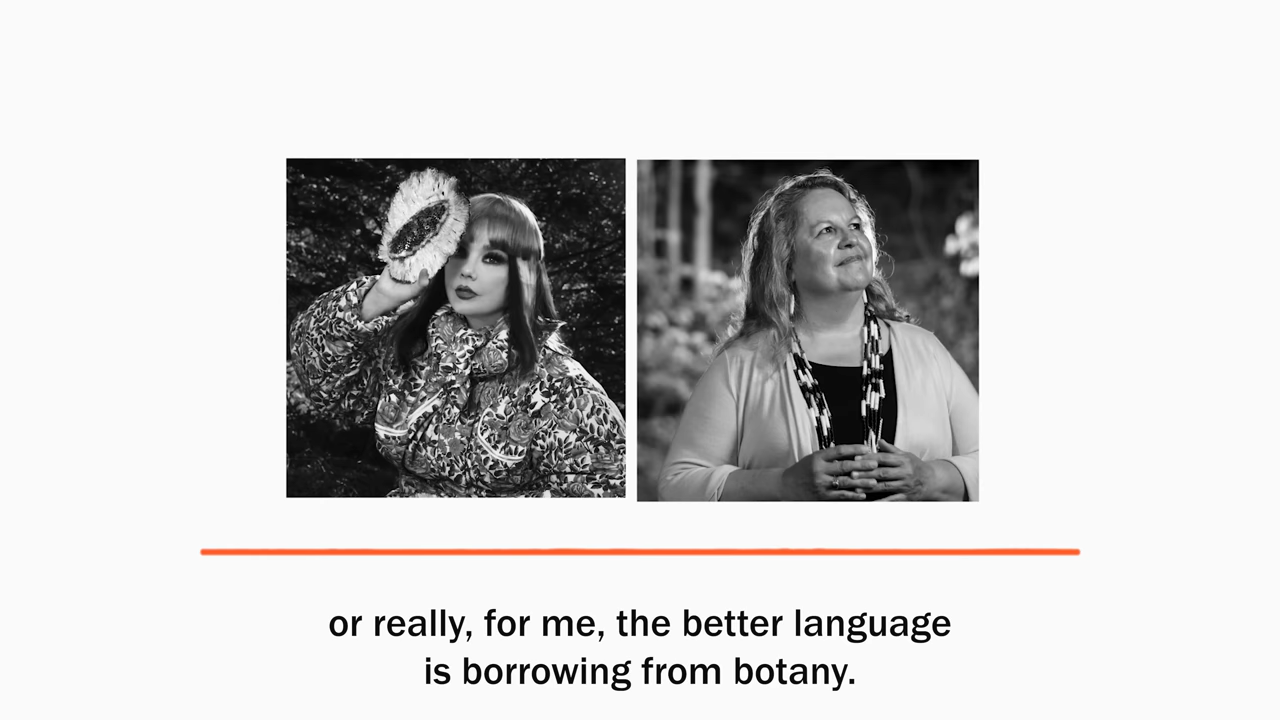 or really, for me, the better language
is borrowing from botany.